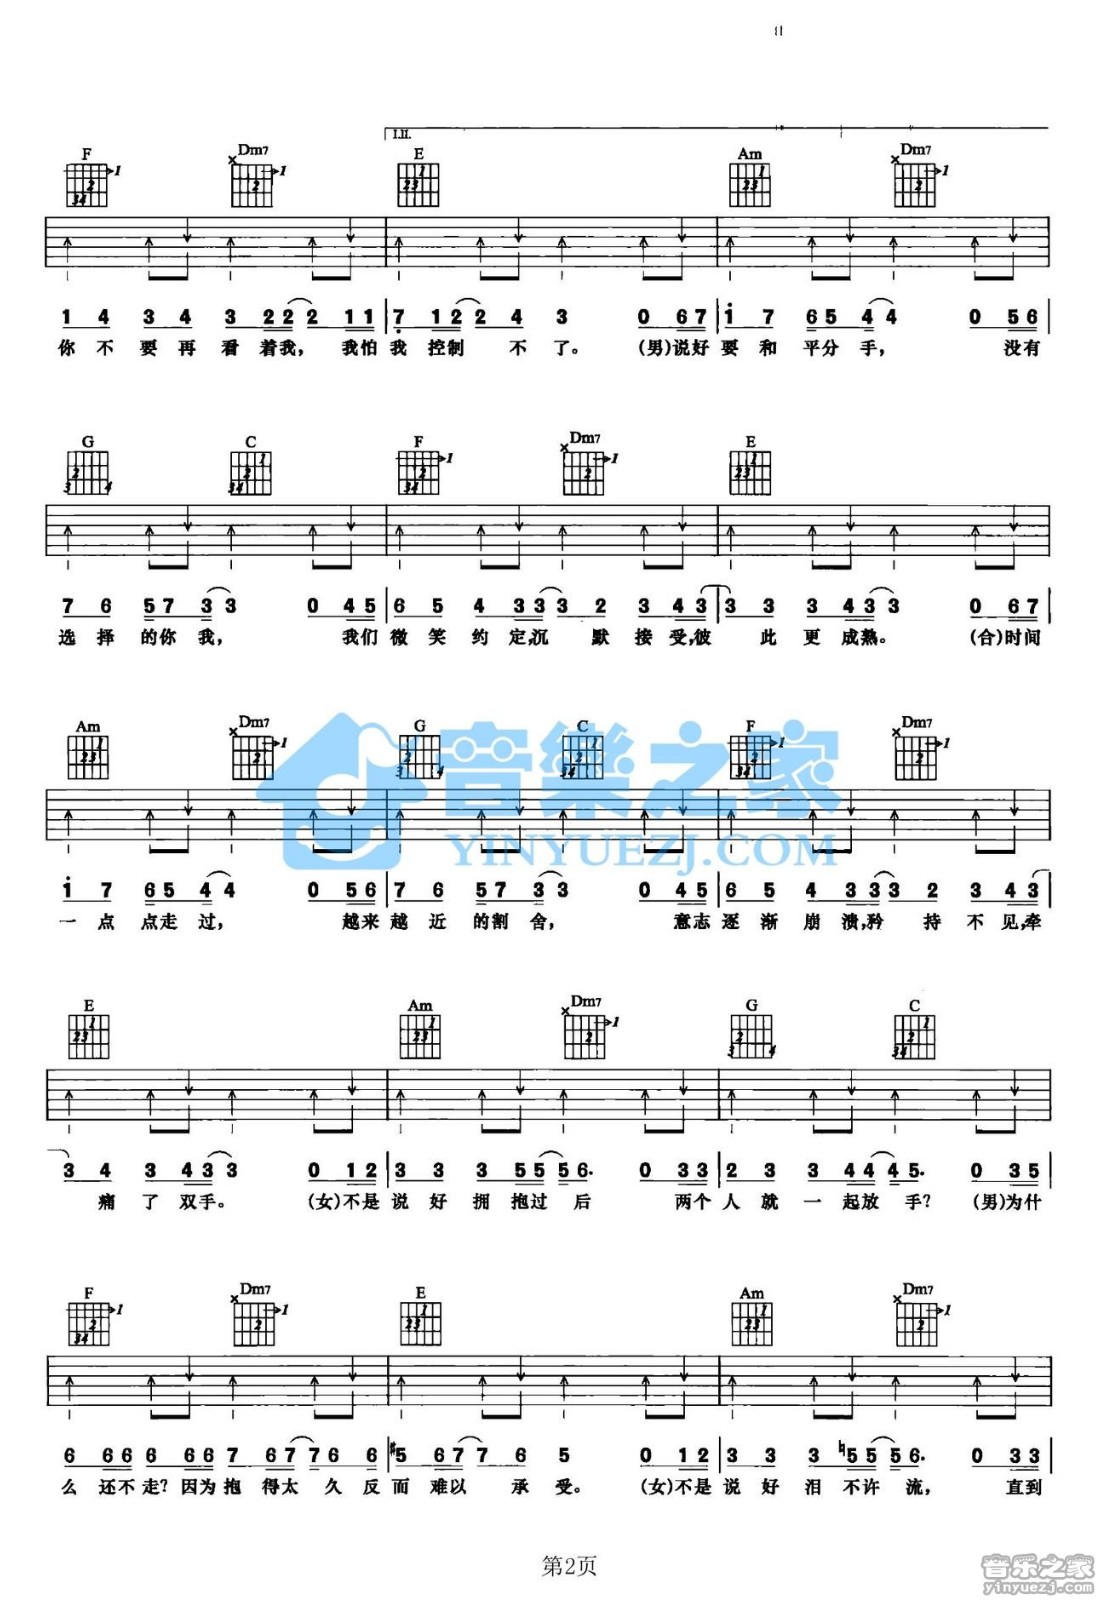 I.II.
F Dm7 E Am Dm7
1 4 3 4 3 2 2 2 1 1 | 7 1 2 2 4 3 0 6 7 | 1 7 6 5 4 4 0 5 6 |
你不要再看着我，我怕我控制不了。(男)说好要和平分手，没有
G C F Dm7 E
7 6 5 7 3 3 0 4 5 | 6 5 4 3 3 3 2 3 4 3 | 3 3 3 4 3 3 0 6 7 |
选择的你我，我们微笑约定,沉默接受,彼此更成熟。(合)时间
Am Dm7 G C F Dm7
1 7 6 5 4 4 0 5 6 | 7 6 5 7 3 3 0 4 5 | 6 5 4 3 3 3 2 3 4 3 |
一点点走过，越来越近的割舍，意志逐渐崩溃,矜持不见,牵
音樂之家
YINYUEZJ.COM
E Am Dm7 G C
3 4 3 4 3 3 0 1 2 | 3 3 3 5 5 5 6· 0 3 3 | 2 3 3 4 4 4 5· 0 3 5 |
痛了双手。(女)不是说好拥抱过后两个人就一起放手？(男)为什
F Dm7 E Am Dm7
6 6 6 6 6 6 7 6 7 7 6 6 | #5 6 7 7 6 5 0 1 2 | 3 3 3 ♮5 5 5 6· 0 3 3 |
么还不走？因为抱得太久反而难以承受。(女)不是说好泪不许流，直到
第2页
音乐之家
yinyuezj.com